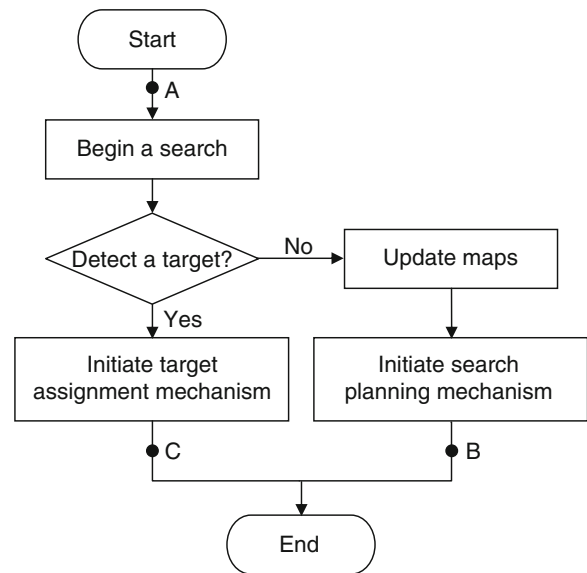 Start
A
Begin a search
Detect a target?
No
Update maps
Yes
Initiate target
assignment mechanism
Initiate search
planning mechanism
C
B
End